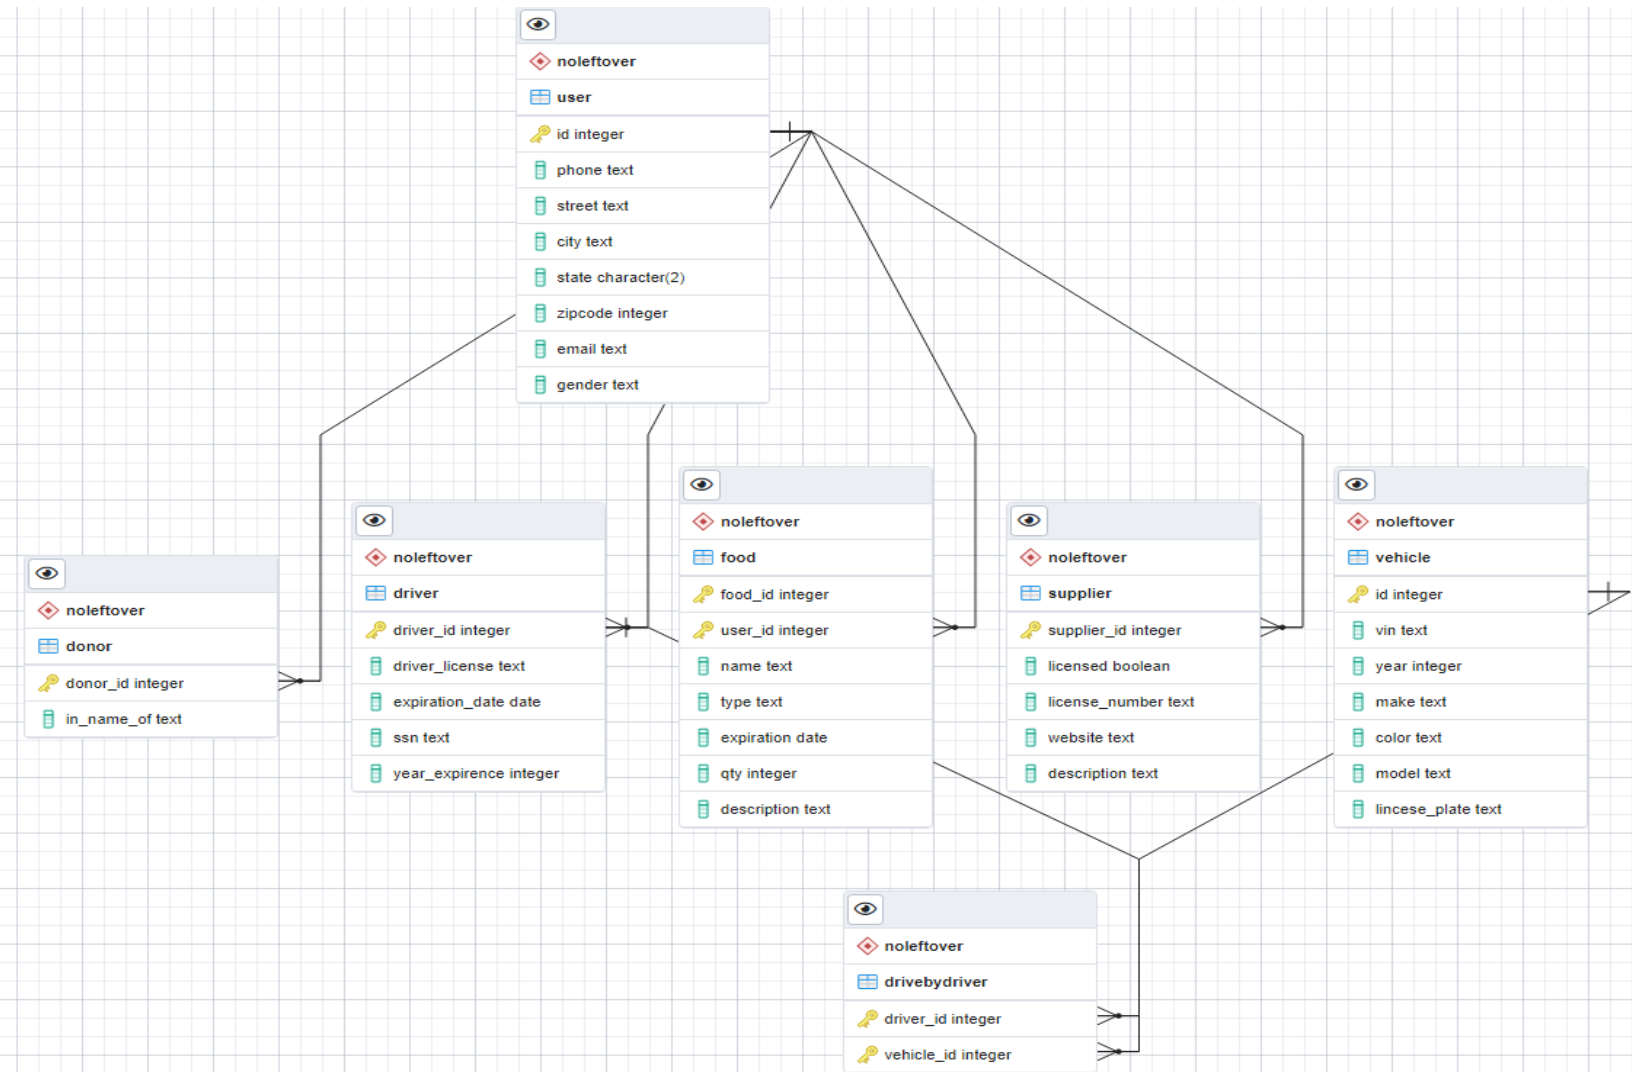 noleftover
user
id integer
phone text
street text
city text
state character(2)
zipcode integer
email text
gender text
noleftover
donor
donor_id integer
in_name_of text
noleftover
driver
driver_id integer
driver_license text
expiration_date date
ssn text
year_expirence integer
noleftover
food
food_id integer
user_id integer
name text
type text
expiration date
qty integer
description text
noleftover
supplier
supplier_id integer
licensed boolean
license_number text
website text
description text
noleftover
vehicle
id integer
vin text
year integer
make text
color text
model text
lincese_plate text
noleftover
drivebydriver
driver_id integer
vehicle_id integer